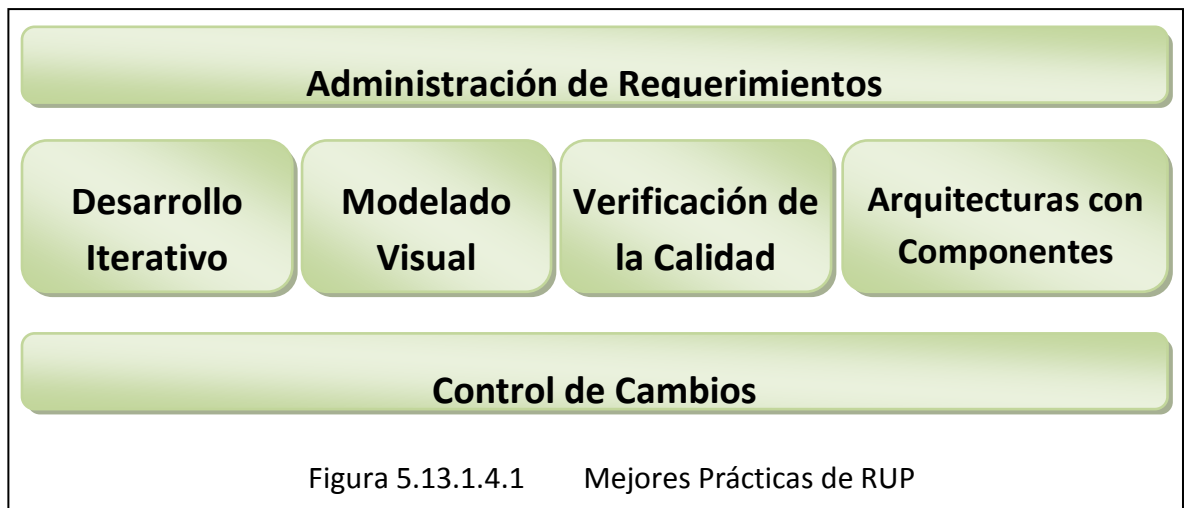 Administración de Requerimientos
Desarrollo
Iterativo
Modelado
Visual
Verificación de
la Calidad
Arquitecturas con
Componentes
Control de Cambios
Figura 5.13.1.4.1 Mejores Prácticas de RUP